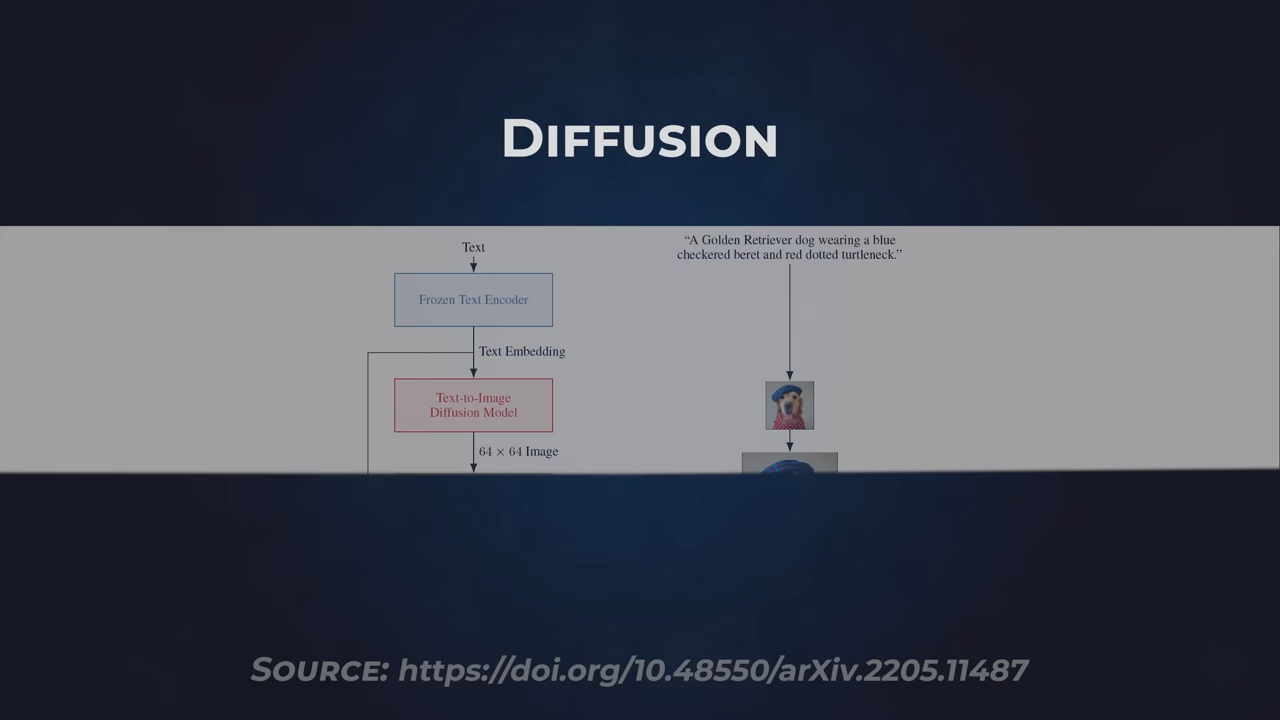 DIFFUSION
Text
Frozen Text Encoder
Text Embedding
Text-to-Image
Diffusion Model
64 × 64 Image
“A Golden Retriever dog wearing a blue
checkered beret and red dotted turtleneck.”
SOURCE: https://doi.org/10.48550/arXiv.2205.11487